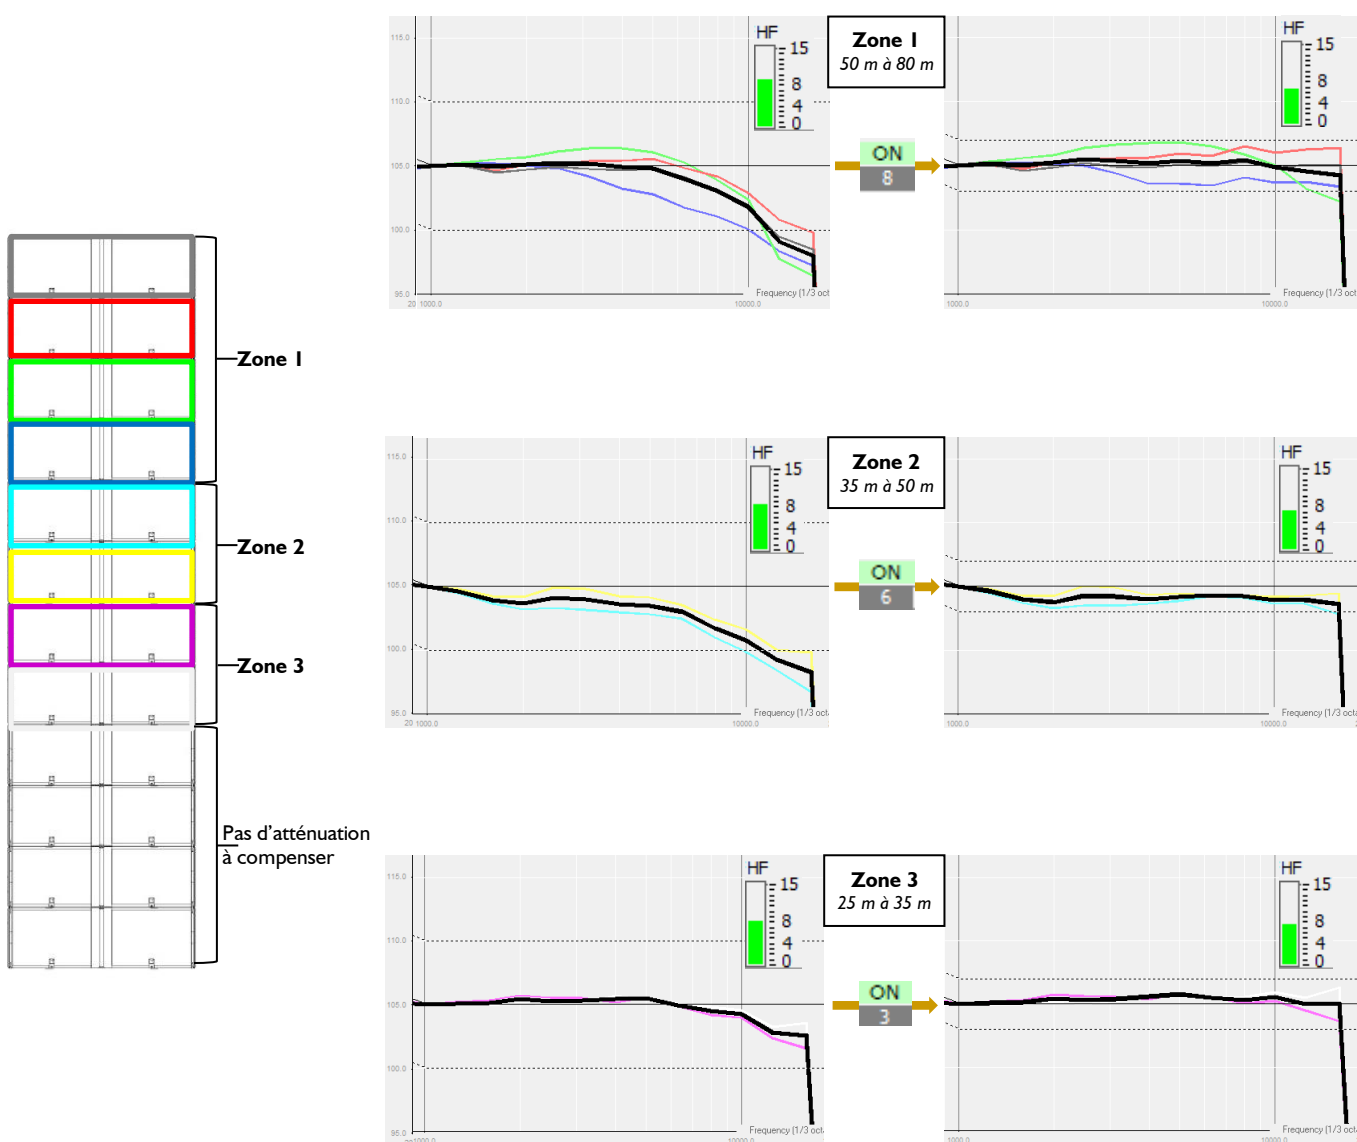 Zone 1
Zone 2
Zone 3
Pas d’atténuation
à compenser
115.0
110.0
105.0
100.0
95.0
20 1000.0
10000.0
Frequency (1/3 oct
HF
15
8
4
0
Zone 1
50 m à 80 m
ON
8
HF
15
8
4
0
1000.0
10000.0
Frequency (1/3 oct
115.0
110.0
105.0
100.0
95.0
20 1000.0
10000.0
Frequency (1/3 octa
HF
15
8
4
0
Zone 2
35 m à 50 m
ON
6
HF
15
8
4
0
1000.0
10000.0
Frequency (1/3 octa
115.0
110.0
105.0
100.0
95.0
1000.0
10000.0
Frequency (1/3 octa
HF
15
8
4
0
Zone 3
25 m à 35 m
ON
3
HF
15
8
4
0
1000.0
10000.0
Frequency (1/3 octa